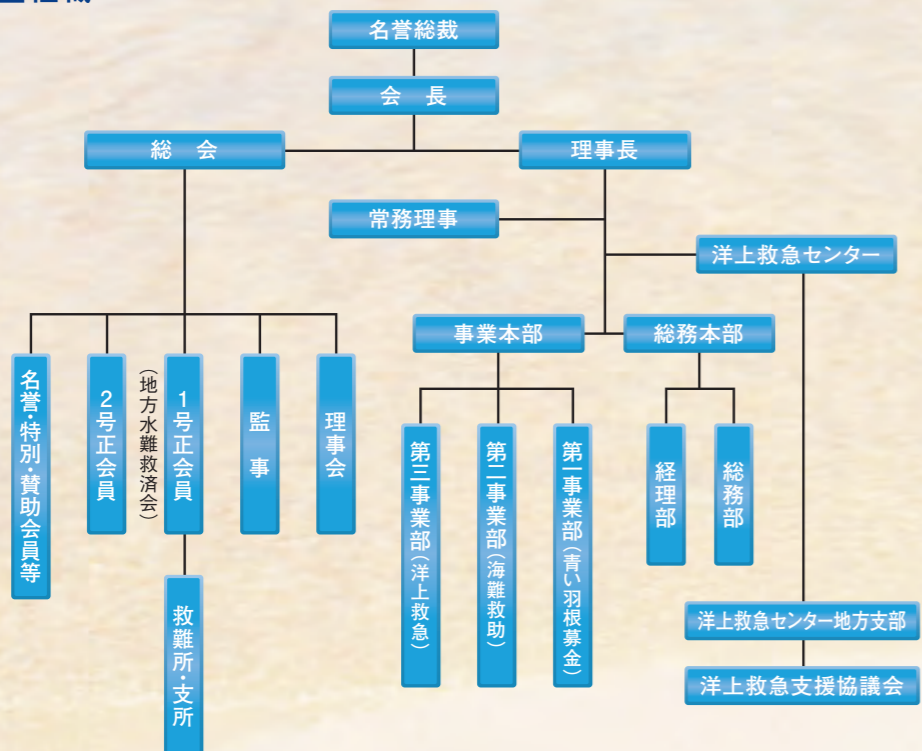 名誉総裁
会 長
総 会
理事長
常務理事
洋上救急センター
事業本部
総務本部
名誉・特別・賛助会員等
2号正会員
1号正会員
（地方水難救済会）
監 事
理事会
第三事業部（洋上救急）
第二事業部（海難救助）
第一事業部（青い羽根募金）
経理部
総務部
救難所・支所
洋上救急センター地方支部
洋上救急支援協議会